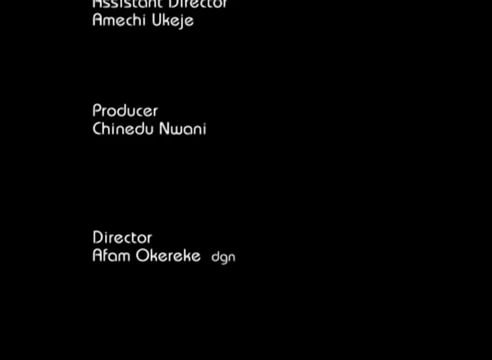 Assistant Director
Amechi Ukeje
Producer
Chinedu Nwani
Director
Afam Okereke dgn